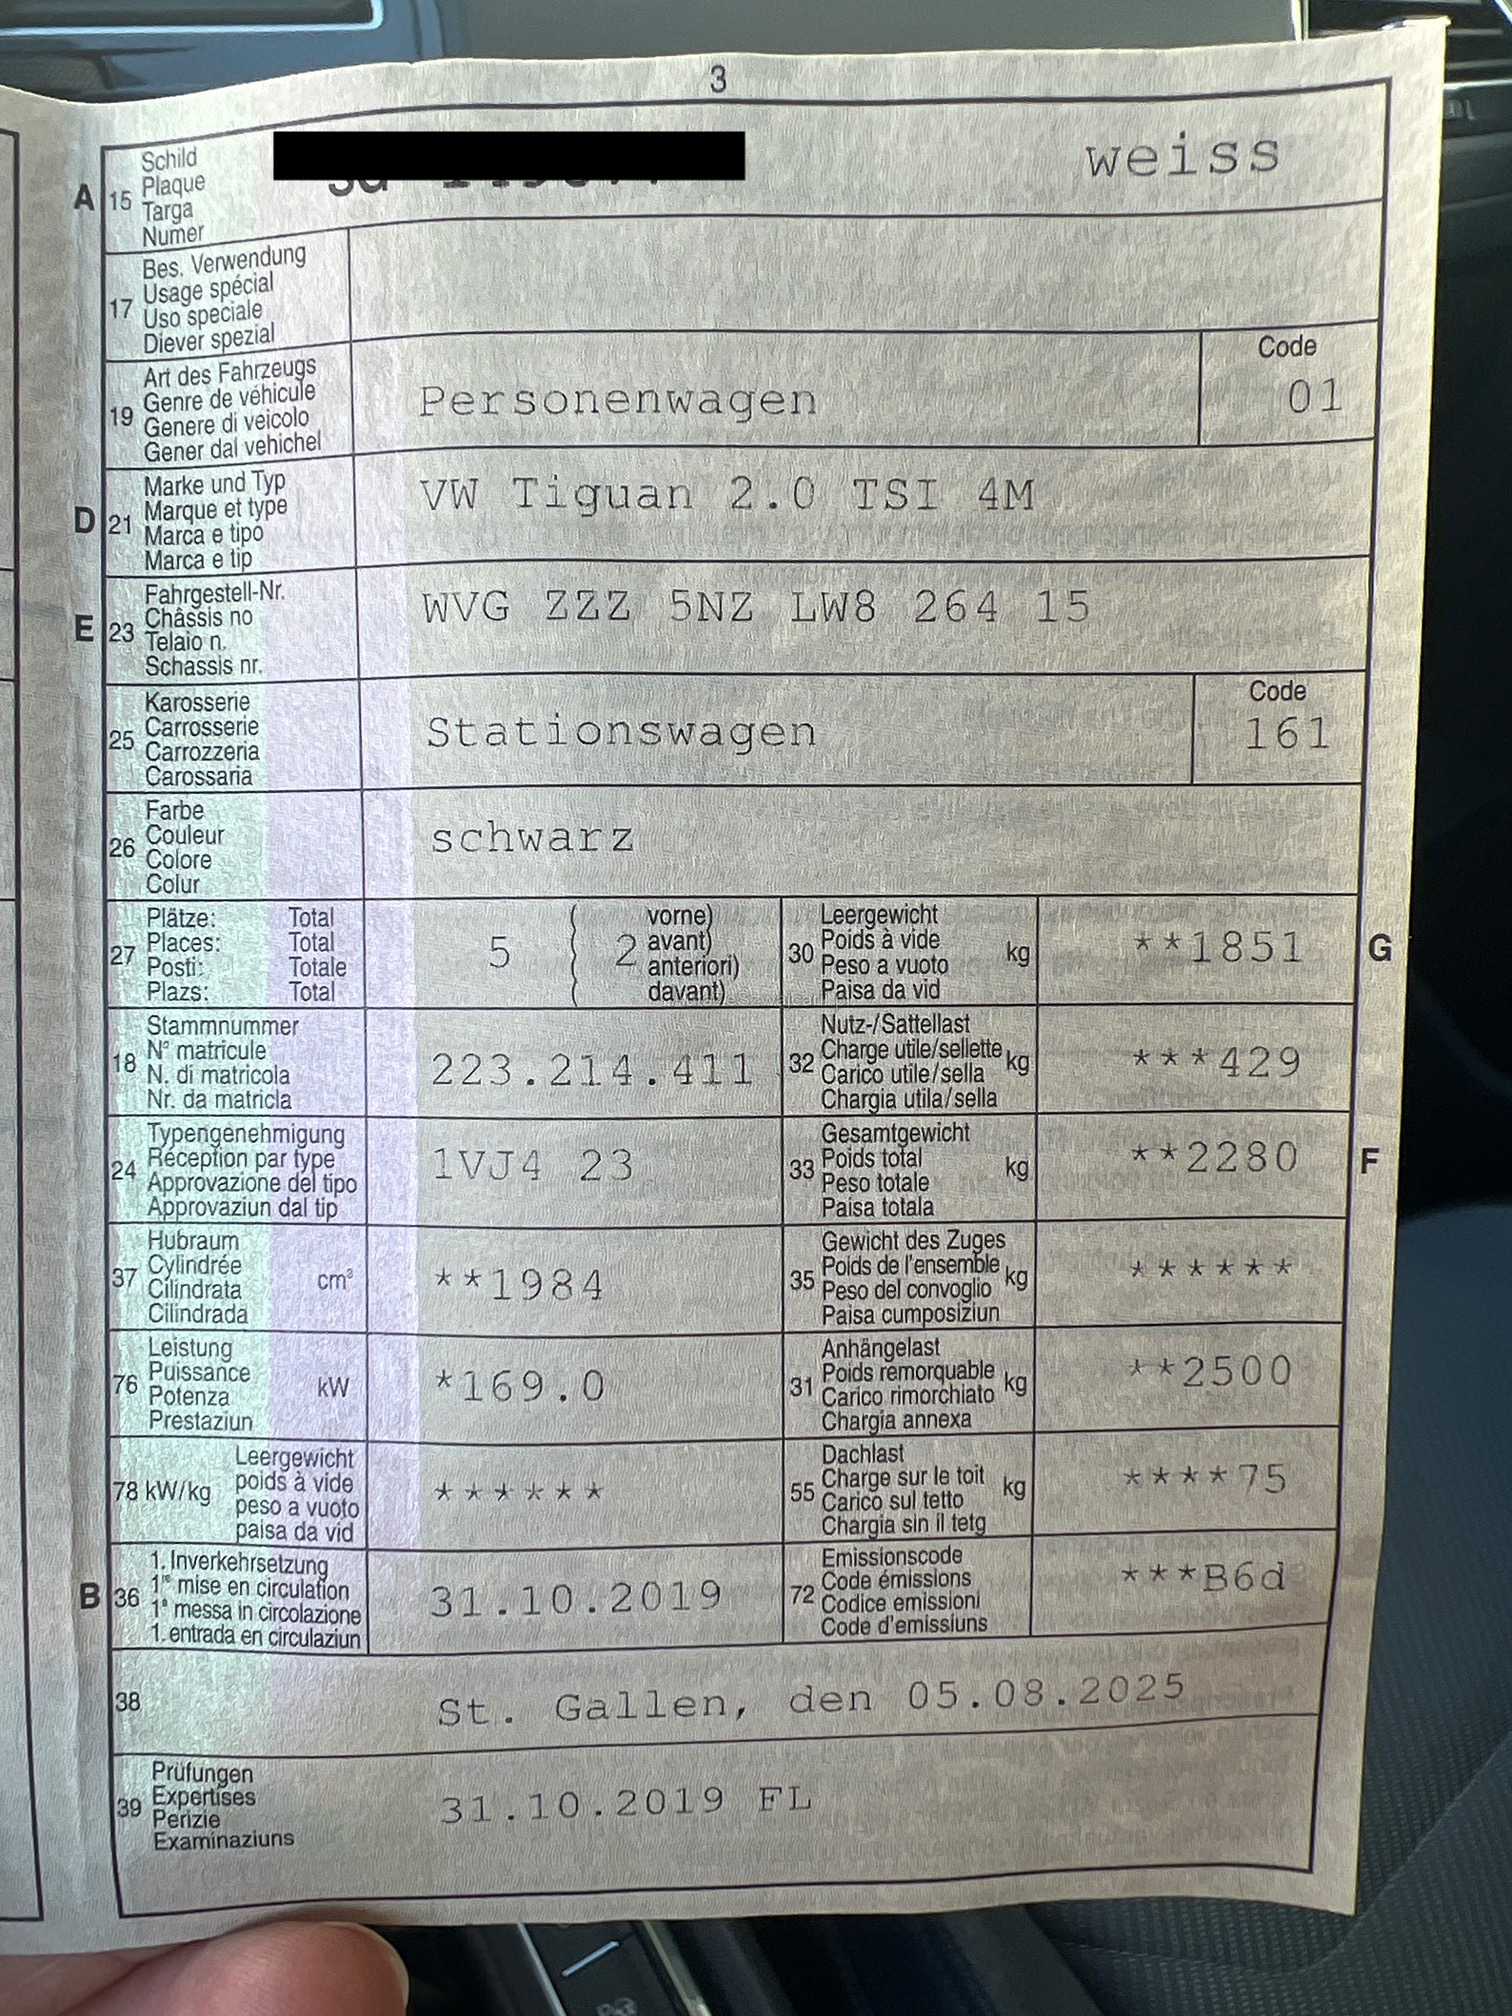 3
A 15 Schild weiss
Plaque
Targa
Numer
17 Bes. Verwendung
Usage spécial
Uso speciale
Diever spezial
19 Art des Fahrzeugs Personenwagen Code 01
Genre de véhicule
Genere di veicolo
Gener dal vehichel
D 21 Marke und Typ VW Tiguan 2.0 TSI 4M
Marque et type
Marca e tipo
Marca e tip
E 23 Fahrgestell-Nr. WVG ZZZ 5NZ LW8 264 15
Châssis no
Telaio n.
Schassis nr.
25 Karosserie Stationswagen Code 161
Carrosserie
Carrozzeria
Carossaria
26 Farbe schwarz
Couleur
Colore
Colur
27 Plätze: Total 5 ( 2 vorne)
Places: Total avant)
Posti: Totale anteriori)
Plazs: Total davant)
30 Leergewicht kg **1851 G
Poids à vide
Peso a vuoto
Paisa da vid
18 Stammnummer 223.214.411
N° matricule
N. di matricola
Nr. da matricla
32 Nutz-/Sattellast kg ***429
Charge utile/sellette
Carico utile/sella
Chargia utila/sella
24 Typengenehmigung 1VJ4 23
Réception par type
Approvazione del tipo
Approvaziun dal tip
33 Gesamtgewicht kg **2280 F
Poids total
Peso totale
Paisa totala
37 Hubraum cm³ **1984
Cylindrée
Cilindrata
Cilindrada
35 Gewicht des Zuges kg ******
Poids de l'ensemble
Peso del convoglio
Paisa cumposiziun
76 Leistung kW *169.0
Puissance
Potenza
Prestaziun
31 Anhängelast kg **2500
Poids remorquable
Carico rimorchiato
Chargia annexa
78 kW/kg Leergewicht ******
poids à vide
peso a vuoto
paisa da vid
55 Dachlast kg ****75
Charge sur le toit
Carico sul tetto
Chargia sin il tetg
B 36 1. Inverkehrsetzung 31.10.2019
1re mise en circulation
1a messa in circolazione
1. entrada en circulaziun
72 Emissionscode ***B6d
Code émissions
Codice emissioni
Code d'emissiuns
38 St. Gallen, den 05.08.2025
39 Prüfungen 31.10.2019 FL
Expertises
Perizie
Examinaziuns